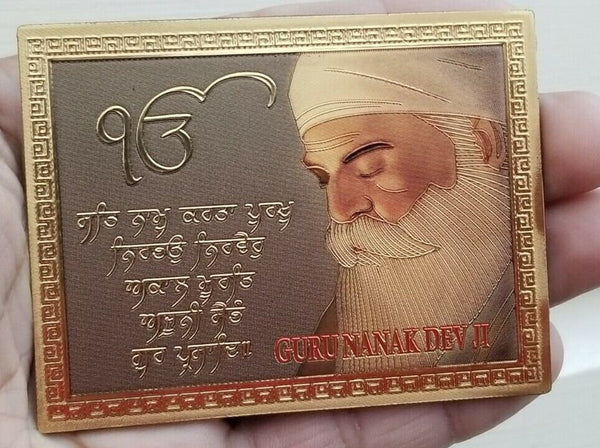 ੴ
ਸਤਿ ਨਾਮੁ ਕਰਤਾ ਪੁਰਖੁ
ਨਿਰਭਉ ਨਿਰਵੈਰੁ
ਅਕਾਲ ਮੂਰਤਿ
ਅਜੂਨੀ ਸੈਭੰ
ਗੁਰ ਪ੍ਰਸਾਦਿ॥
GURU NANAK DEV JI